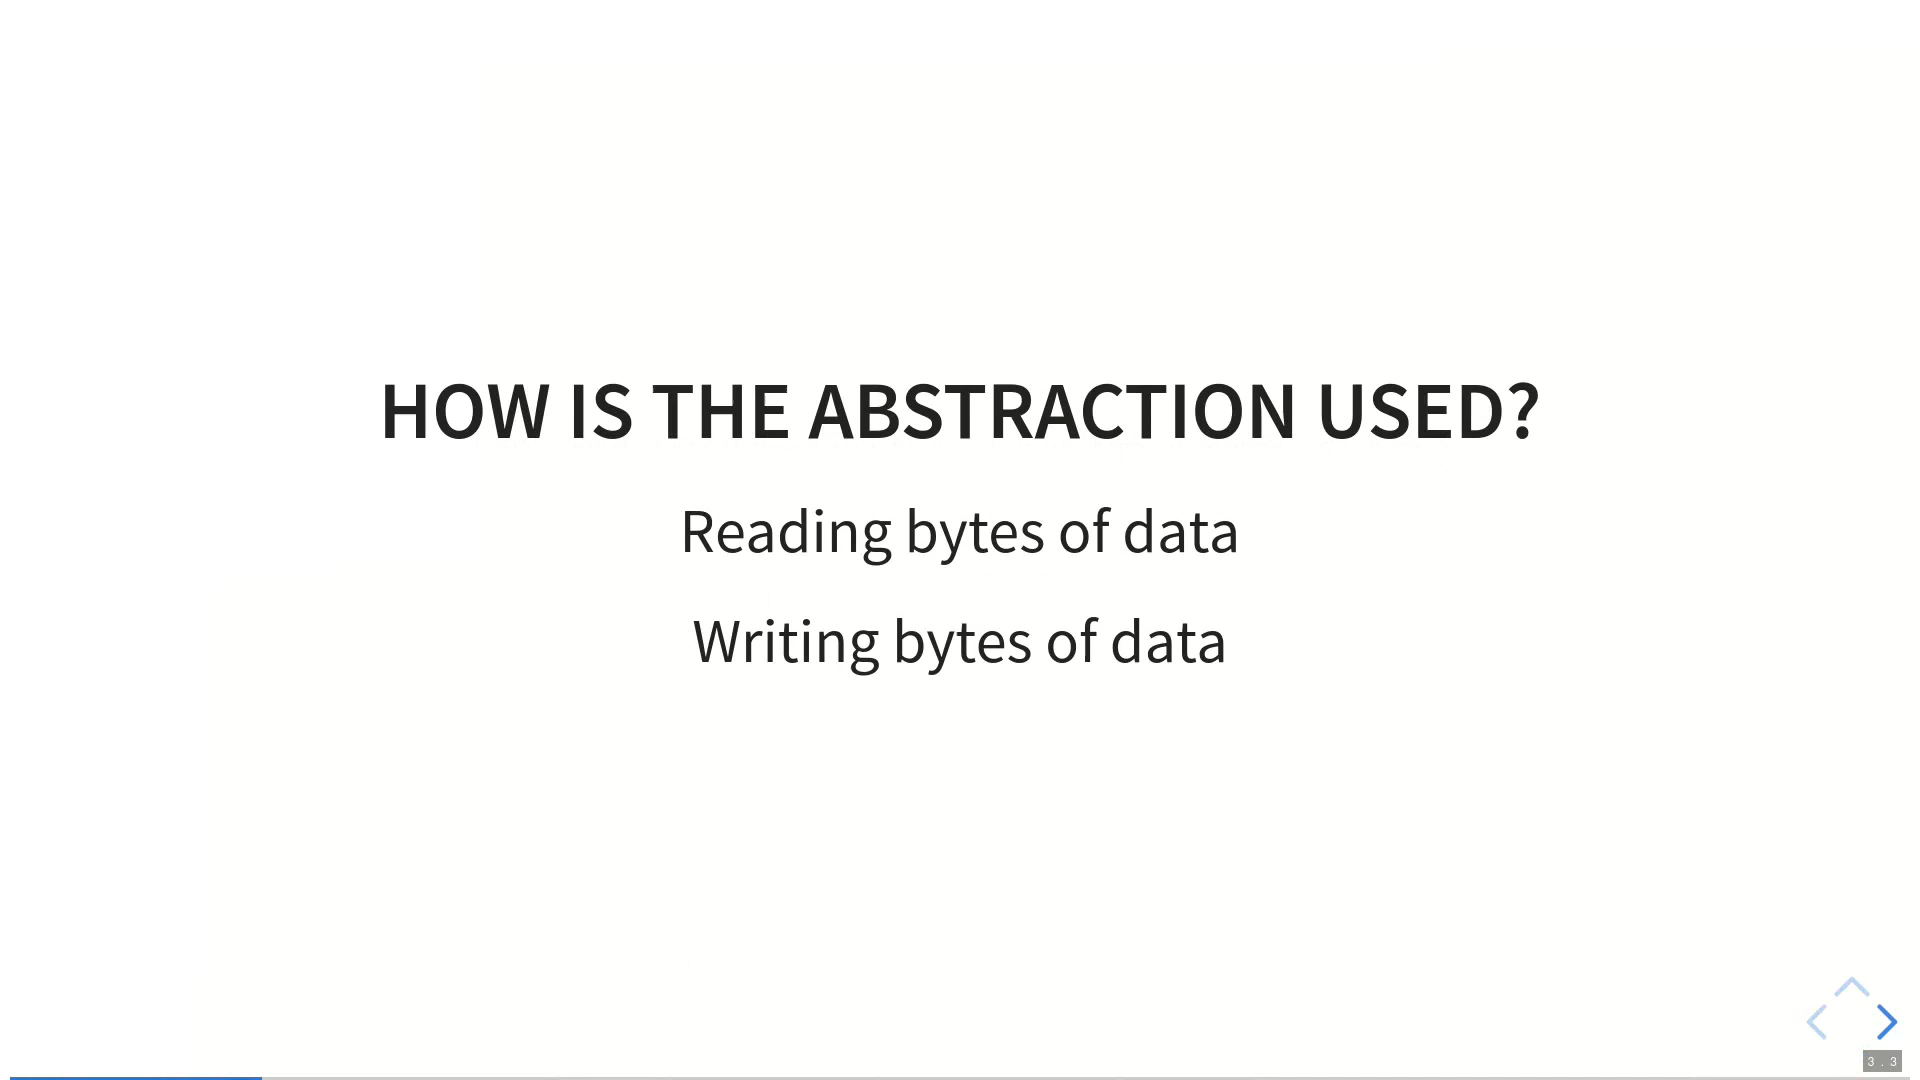 HOW IS THE ABSTRACTION USED?
Reading bytes of data
Writing bytes of data
3 . 3